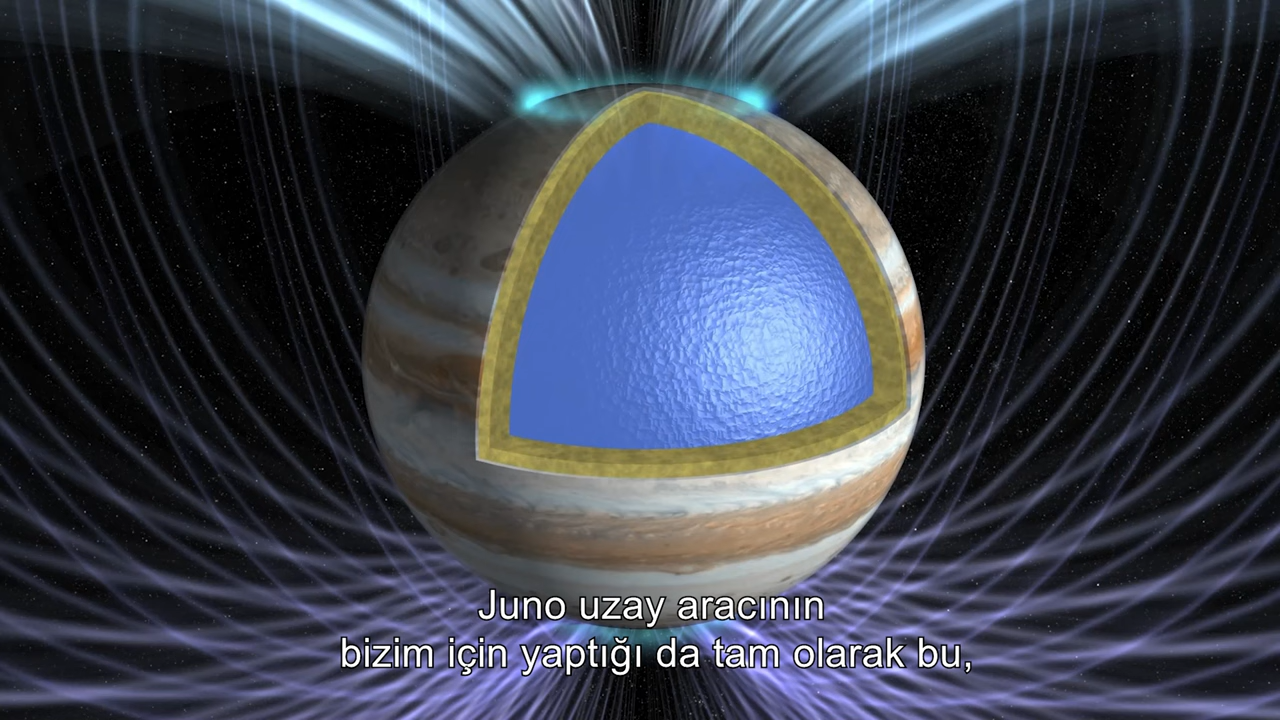 Juno uzay aracının
bizim için yaptığı da tam olarak bu,